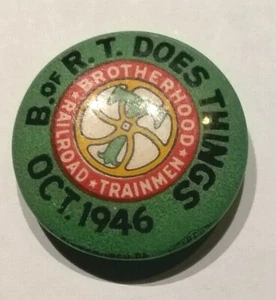 B. OF R. T. DOES THINGS
OCT. 1946
BROTHERHOOD
RAILROAD ★ TRAINMEN